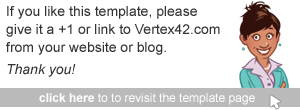 If you like this template, please
give it a +1 or link to Vertex42.com
from your website or blog.
Thank you!
click here to to revisit the template page